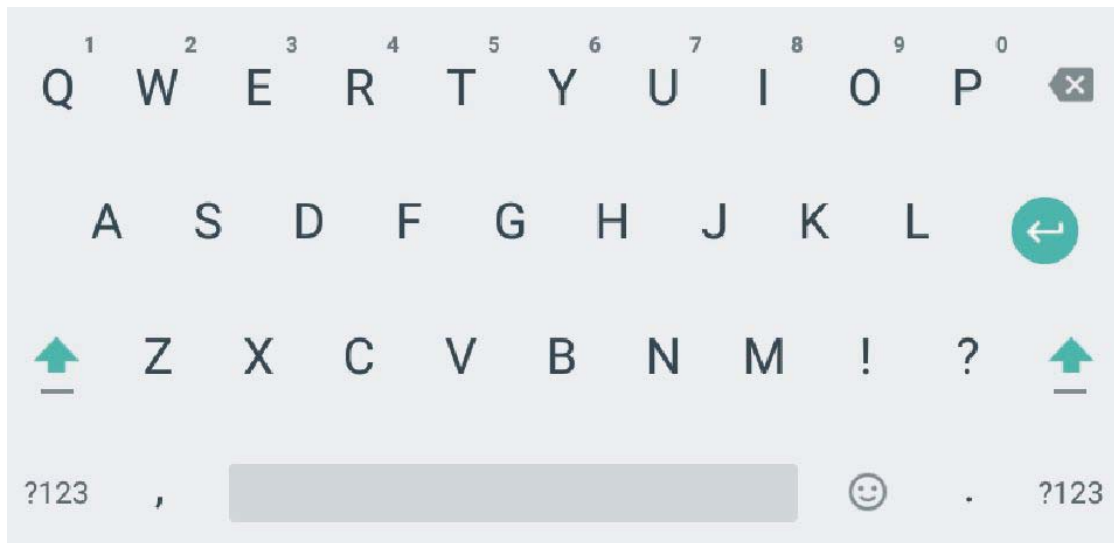 1 2 3 4 5 6 7 8 9 0
Q W E R T Y U I O P
A S D F G H J K L
Z X C V B N M ! ?
?123 , . ?123